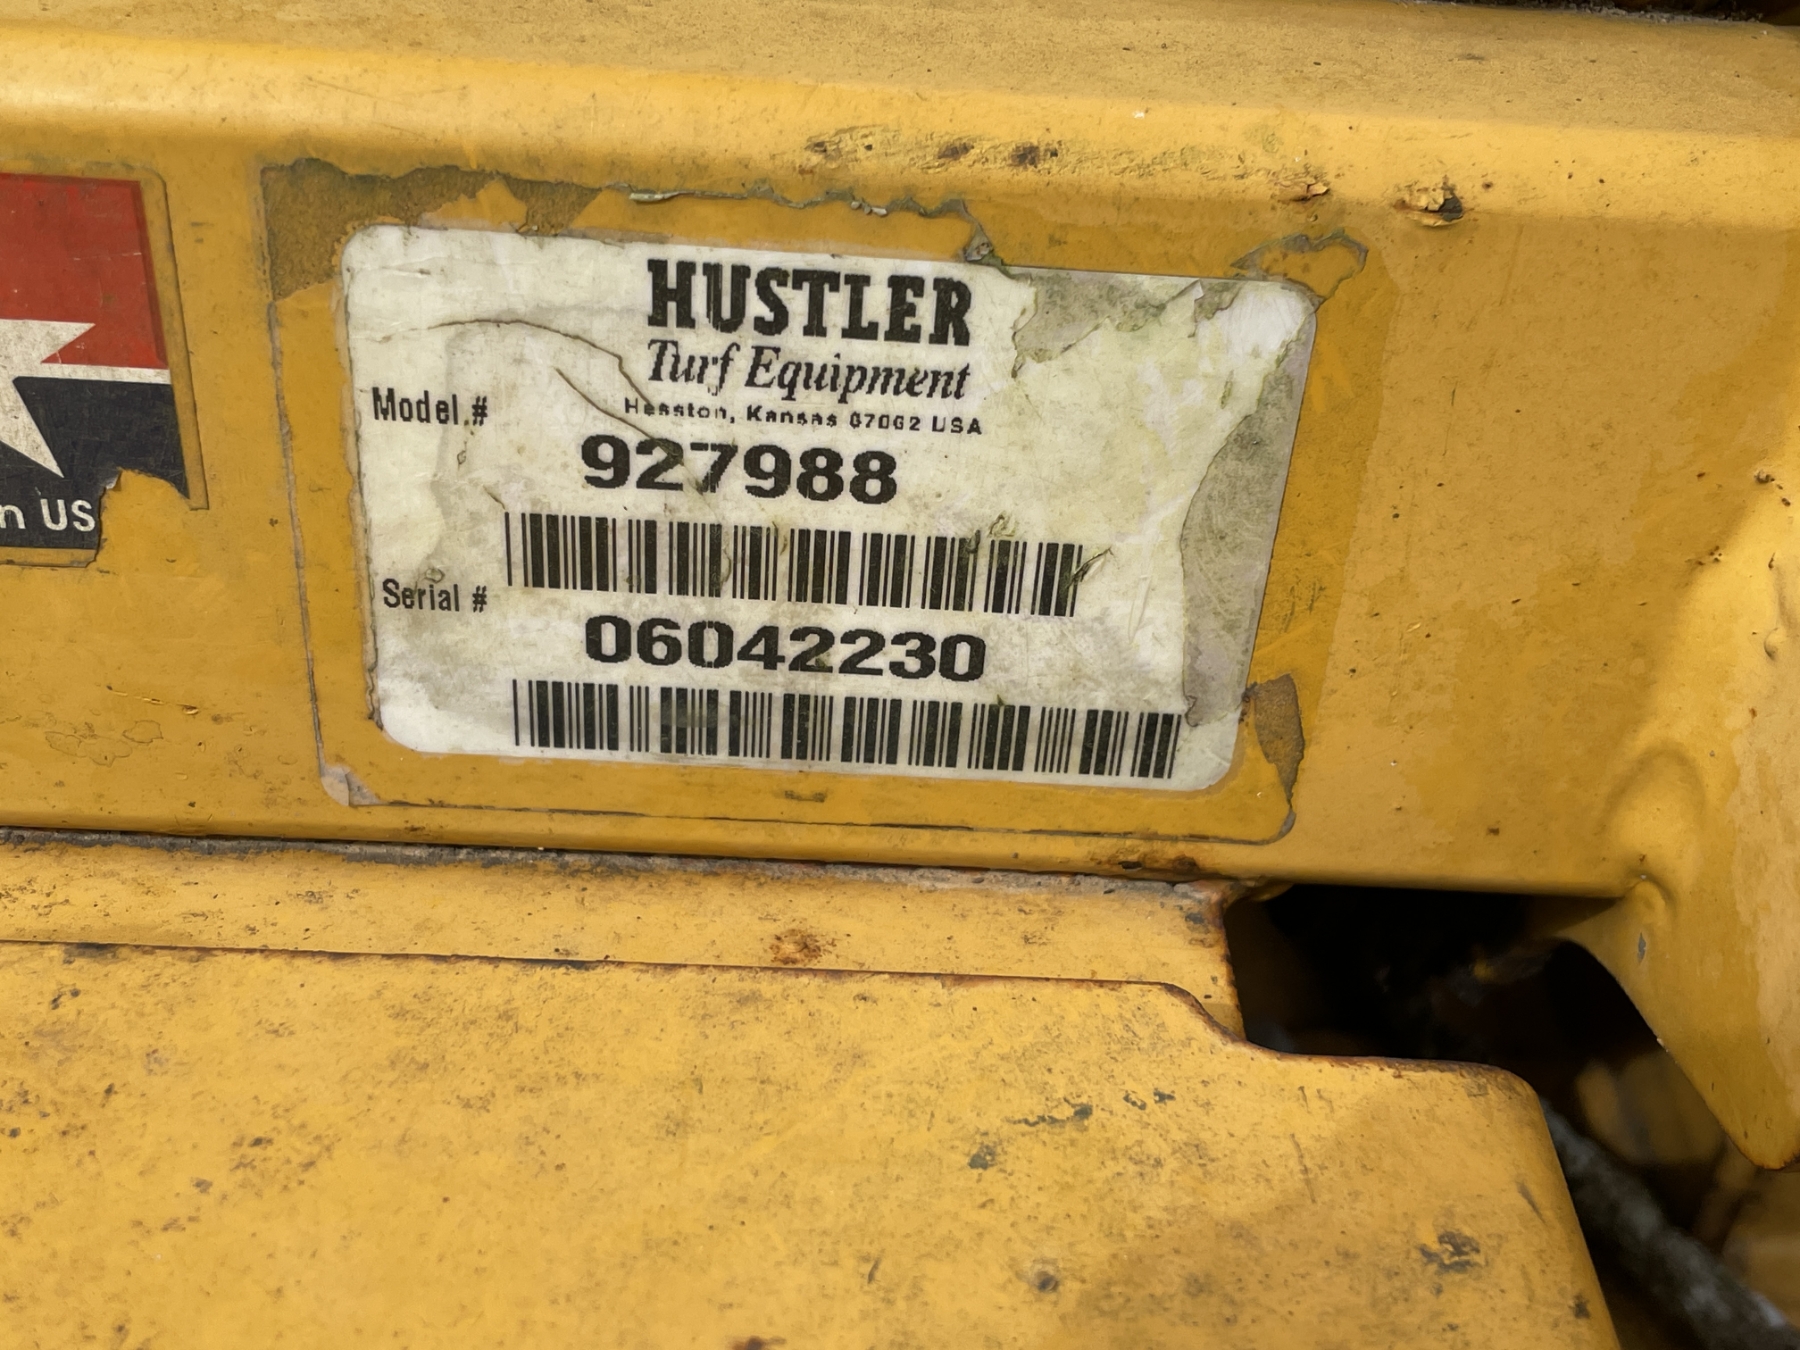 HUSTLER
Turf Equipment
Hesston, Kansas 67062 USA
Model #
927988
Serial #
06042230
n US